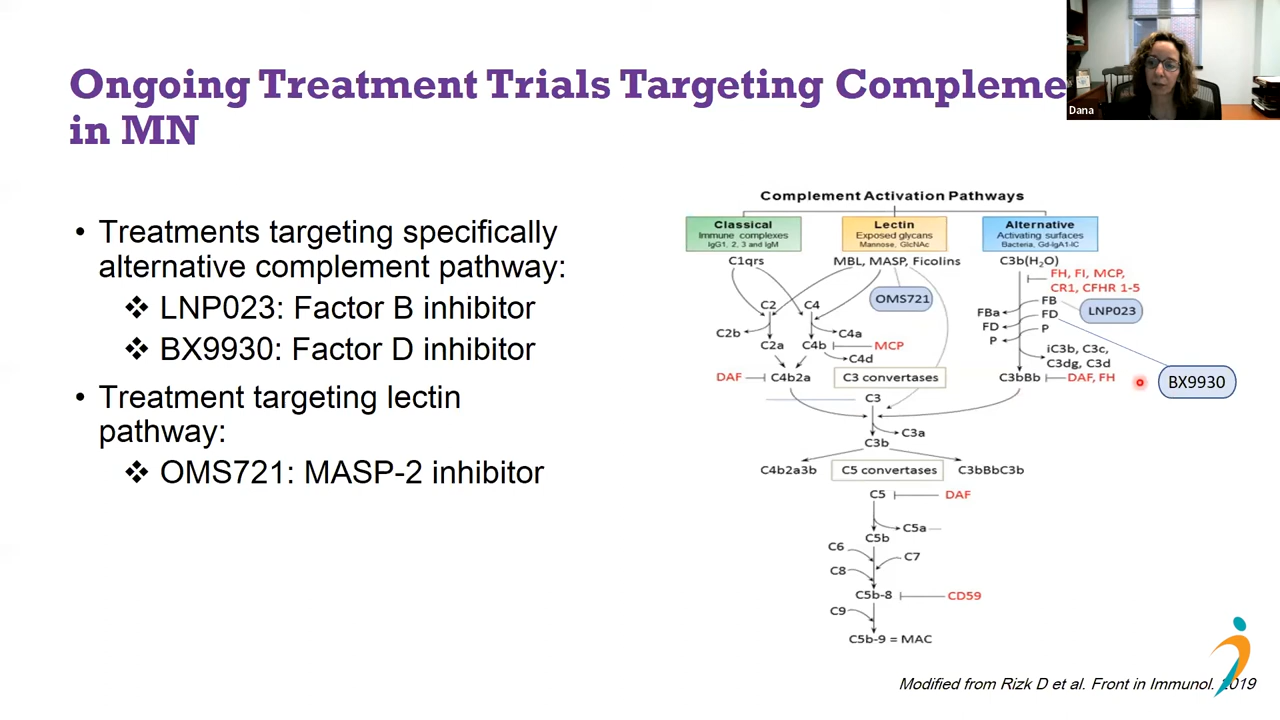 Ongoing Treatment Trials Targeting Compleme
in MN
Dana
• Treatments targeting specifically
alternative complement pathway:
❖ LNP023: Factor B inhibitor
❖ BX9930: Factor D inhibitor
• Treatment targeting lectin
pathway:
❖ OMS721: MASP-2 inhibitor
Complement Activation Pathways
Classical
Immune complexes
IgG1, 2, 3 and IgM
Lectin
Exposed glycans
Mannose, GlcNAc
Alternative
Activating surfaces
Bacteria, Gd-IgA1-IC
C1qrs
MBL, MASP, Ficolins
C3b(H2O)
FH, FI, MCP,
CR1, CFHR 1-5
OMS721
C2
C4
FB
FBa
FD
LNP023
C2b
C4a
FD
P
P
C2a
C4b
MCP
C4d
iC3b, C3c,
C3dg, C3d
DAF
C4b2a
C3 convertases
C3bBb
DAF, FH
BX9930
C3
C3a
C3b
C4b2a3b
C5 convertases
C3bBbC3b
C5
DAF
C5a
C5b
C6
C7
C8
C5b-8
CD59
C9
C5b-9 = MAC
Modified from Rizk D et al. Front in Immunol. 2019